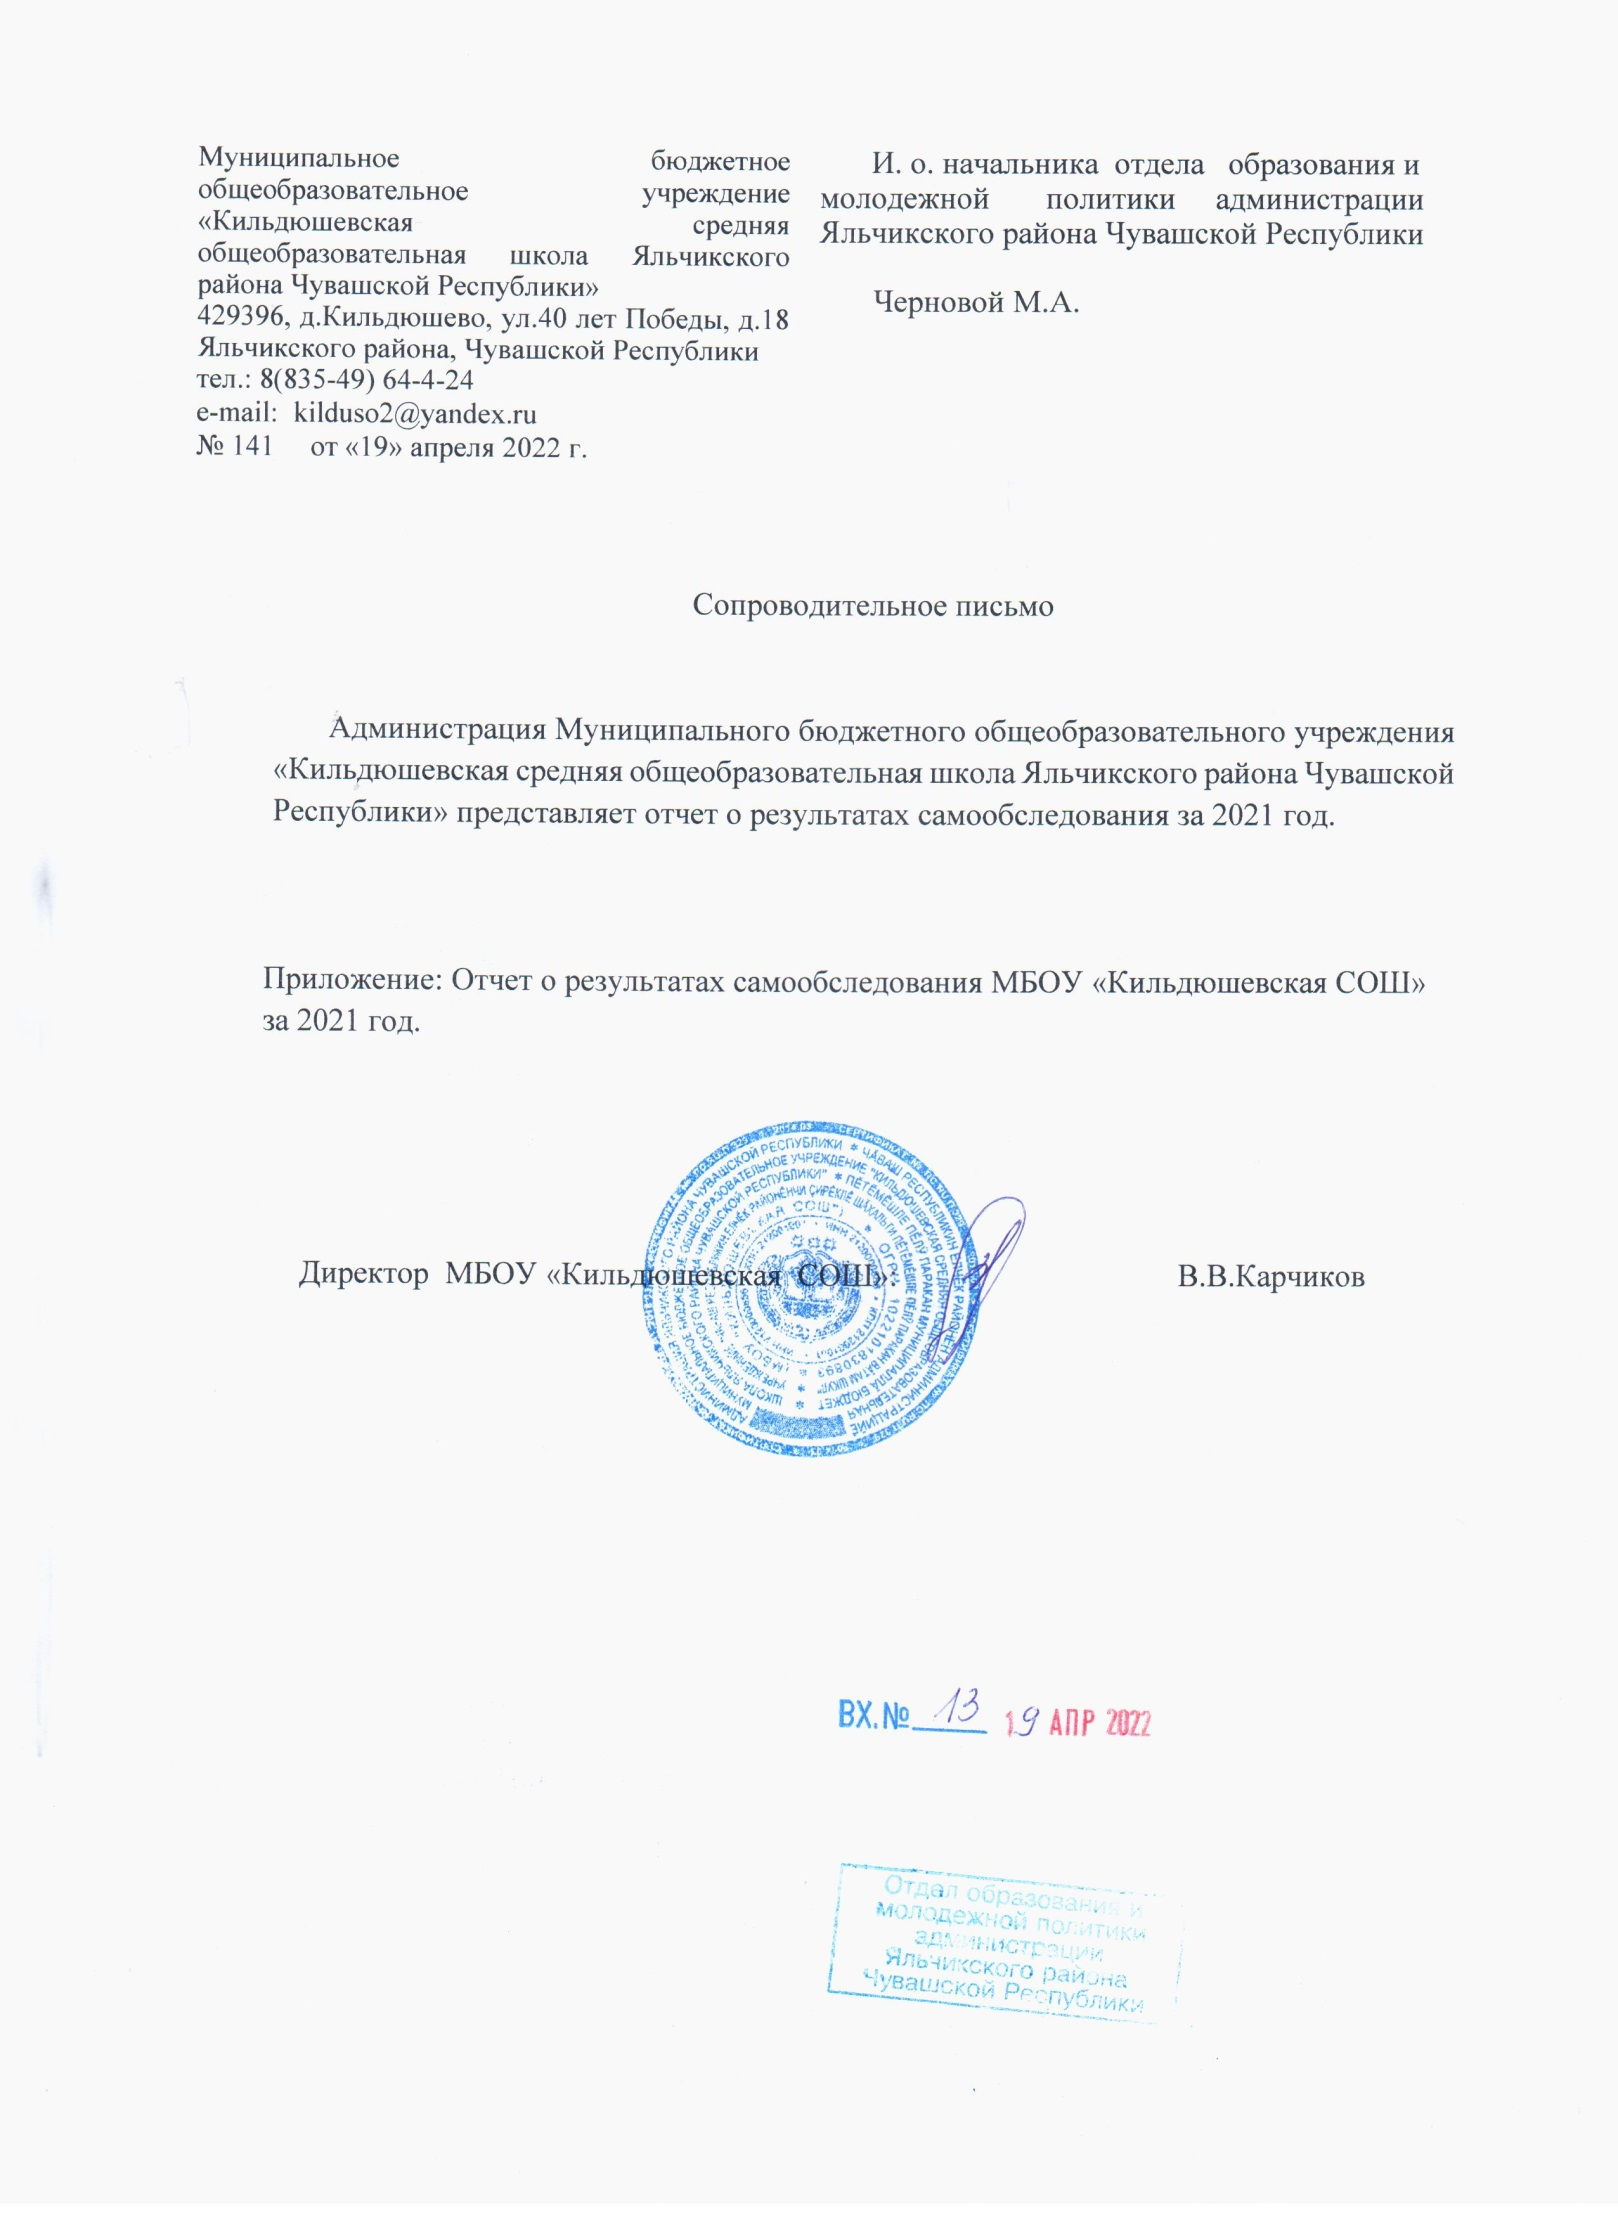 Муниципальное бюджетное
общеобразовательное учреждение
«Кильдюшевская средняя
общеобразовательная школа Яльчикского
района Чувашской Республики»
429396, д.Кильдюшево, ул.40 лет Победы, д.18
Яльчикского района, Чувашской Республики
тел.: 8(835-49) 64-4-24
e-mail: kilduso2@yandex.ru
№ 141 от «19» апреля 2022 г.
И. о. начальника отдела образования и
молодежной политики администрации
Яльчикского района Чувашской Республики
Черновой М.А.
Сопроводительное письмо
Администрация Муниципального бюджетного общеобразовательного учреждения
«Кильдюшевская средняя общеобразовательная школа Яльчикского района Чувашской
Республики» представляет отчет о результатах самообследования за 2021 год.
Приложение: Отчет о результатах самообследования МБОУ «Кильдюшевская СОШ»
за 2021 год.
Директор МБОУ «Кильдюшевская СОШ»: В.В.Карчиков
ВХ.№ 13 19 АПР 2022
Отдел образования и
молодежной политики
администрации
Яльчикского района
Чувашской Республики